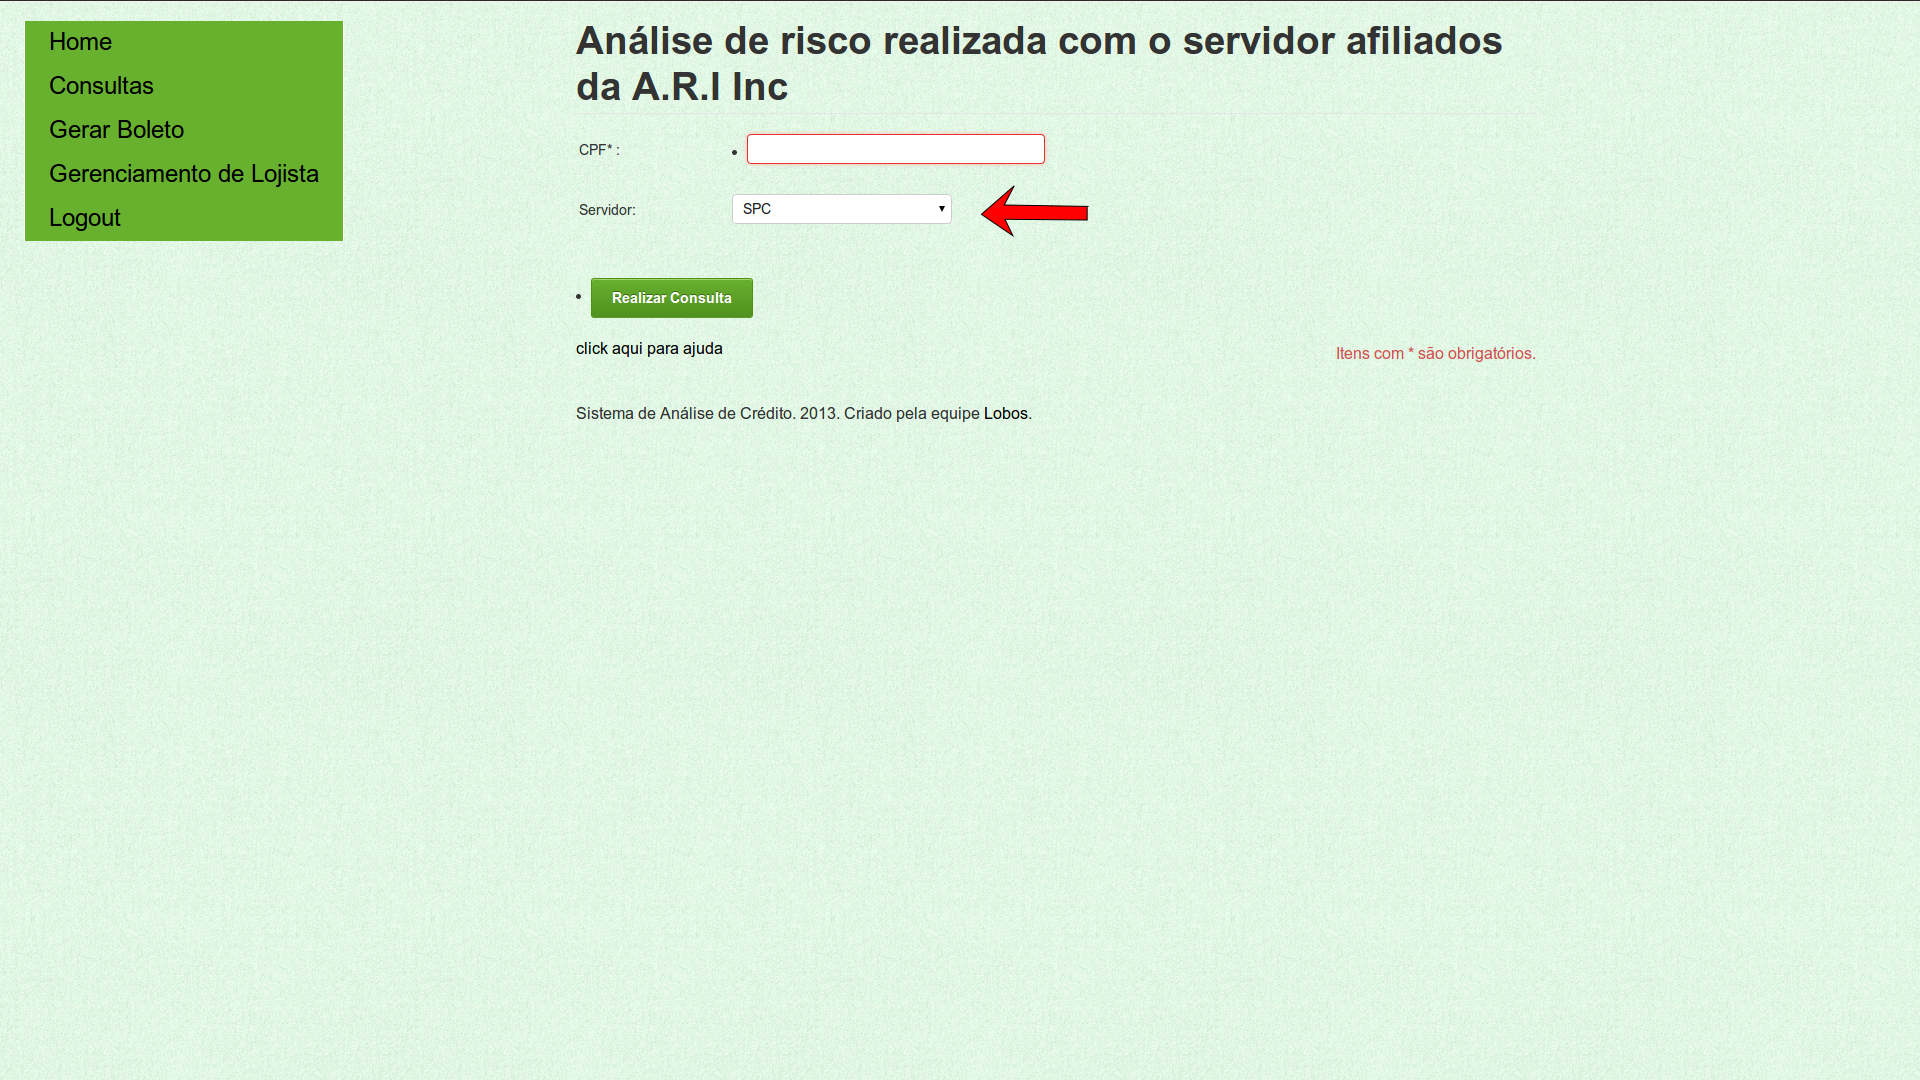 Home
Consultas
Gerar Boleto
Gerenciamento de Lojista
Logout
Análise de risco realizada com o servidor afiliados
da A.R.I Inc
CPF* :
Servidor:
SPC
Realizar Consulta
click aqui para ajuda
Itens com * são obrigatórios.
Sistema de Análise de Crédito. 2013. Criado pela equipe Lobos.